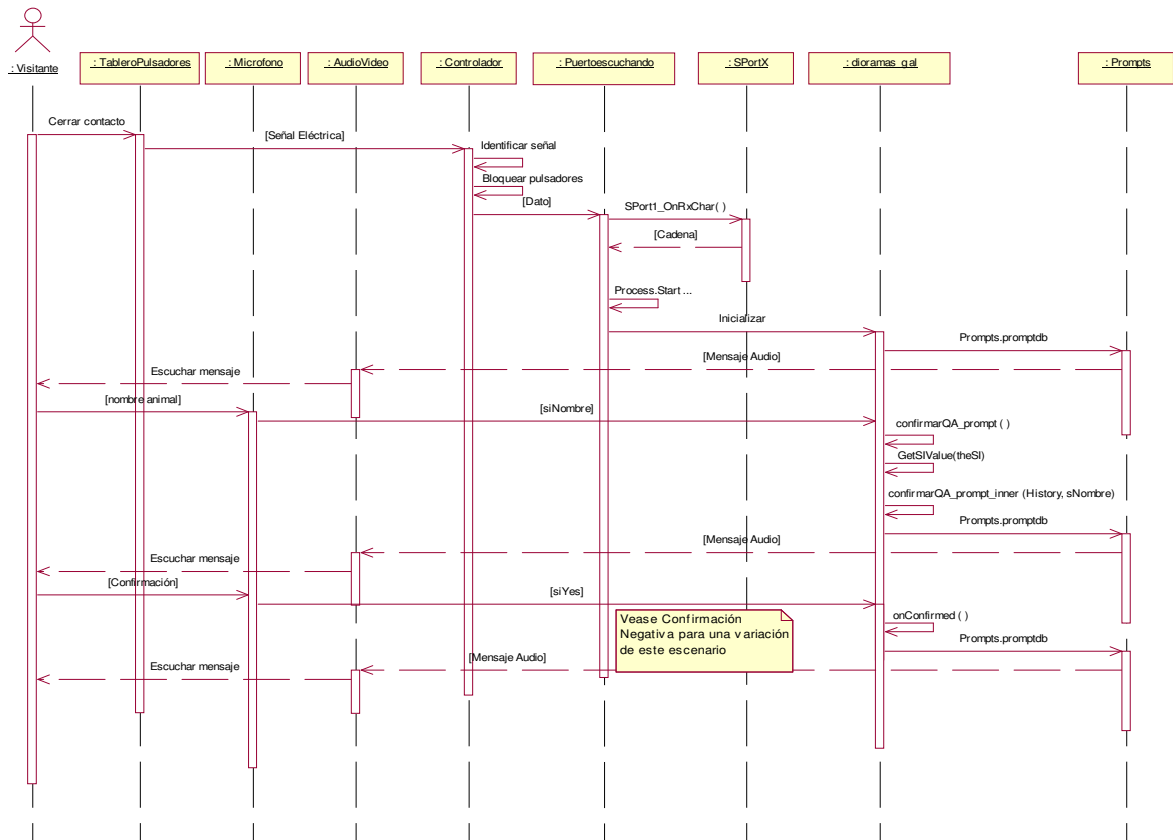 : Visitante
: TableroPulsadores
: Microfono
: AudioVideo
: Controlador
: Puertoescuchando
: SPortX
: dioramas_gal
: Prompts
Cerrar contacto
[Señal Eléctrica]
Identificar señal
Bloquear pulsadores
[Dato]
SPort1_OnRxChar( )
[Cadena]
Process.Start ...
Inicializar
Prompts.promptdb
[Mensaje Audio]
Escuchar mensaje
[nombre animal]
[siNombre]
confirmarQA_prompt ( )
GetSIValue(theSI)
confirmarQA_prompt_inner (History, sNombre)
Prompts.promptdb
[Mensaje Audio]
Escuchar mensaje
[Confirmación]
[siYes]
Vease Confirmación
Negativa para una variación
de este escenario
onConfirmed ( )
Prompts.promptdb
[Mensaje Audio]
Escuchar mensaje